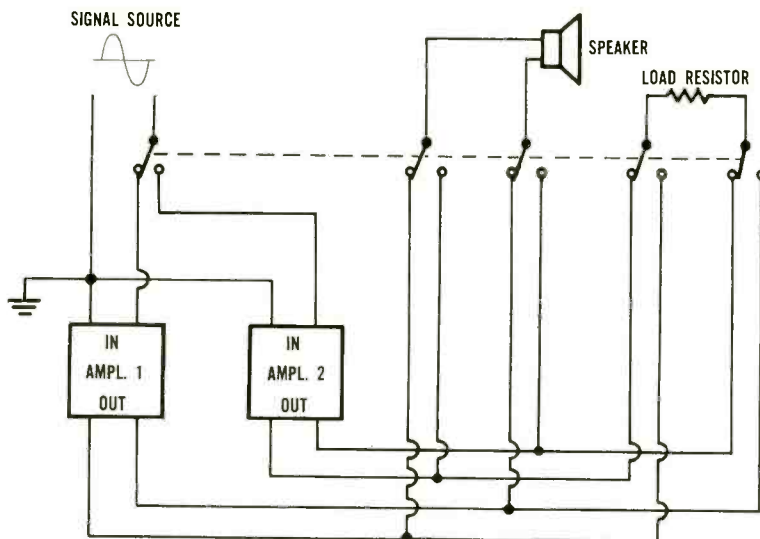 SIGNAL SOURCE
SPEAKER
LOAD RESISTOR
IN
AMPL. 1
OUT
IN
AMPL. 2
OUT